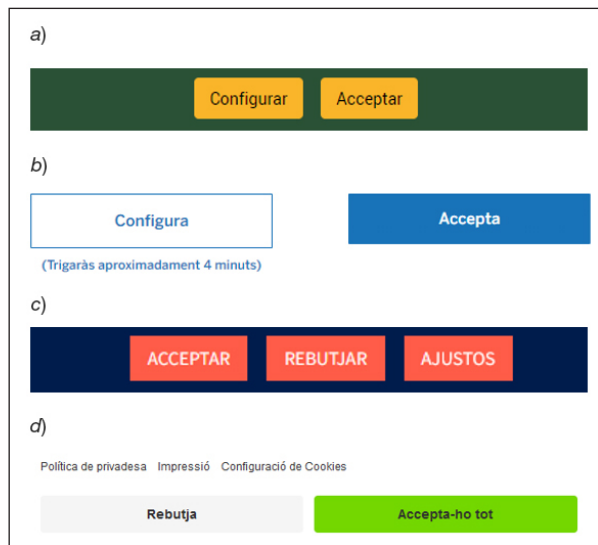 a)
Configurar Acceptar
b)
Configura Accepta
(Trigaràs aproximadament 4 minuts)
c)
ACCEPTAR REBUTJAR AJUSTOS
d)
Política de privadesa Impressió Configuració de Cookies
Rebutja Accepta-ho tot